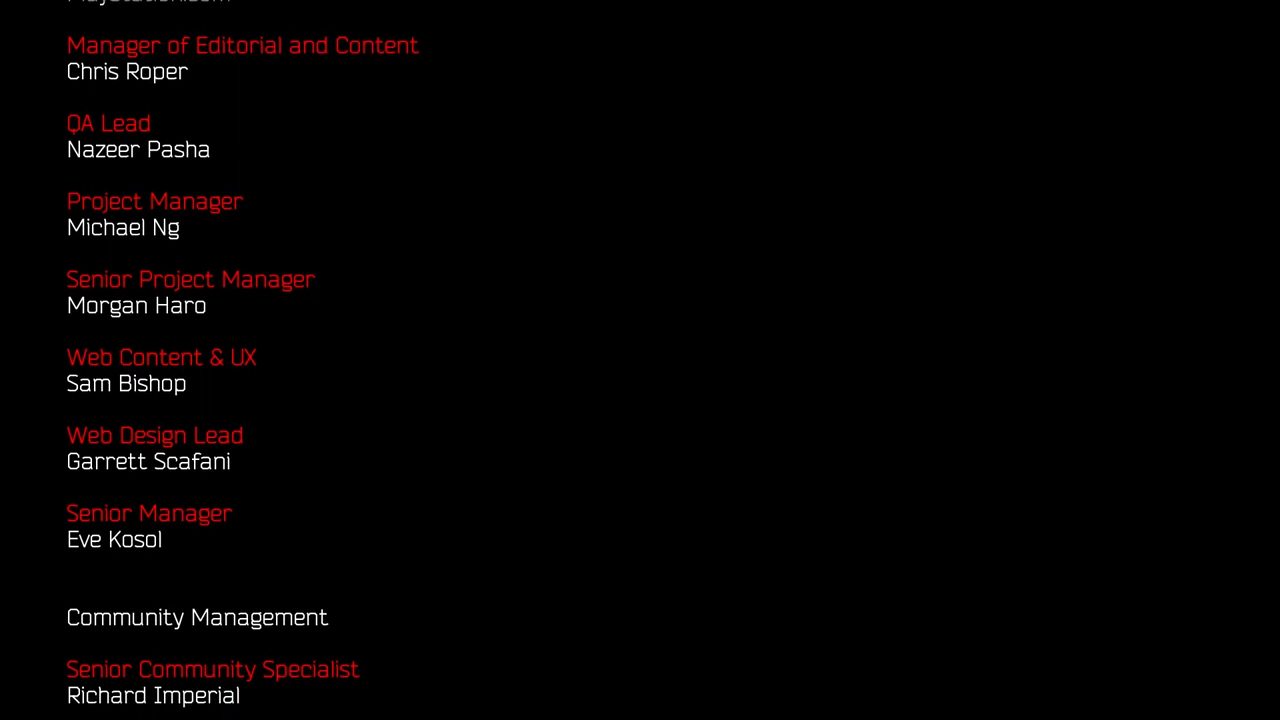 PlayStation.com
Manager of Editorial and Content
Chris Roper
QA Lead
Nazeer Pasha
Project Manager
Michael Ng
Senior Project Manager
Morgan Haro
Web Content & UX
Sam Bishop
Web Design Lead
Garrett Scafani
Senior Manager
Eve Kosol
Community Management
Senior Community Specialist
Richard Imperial